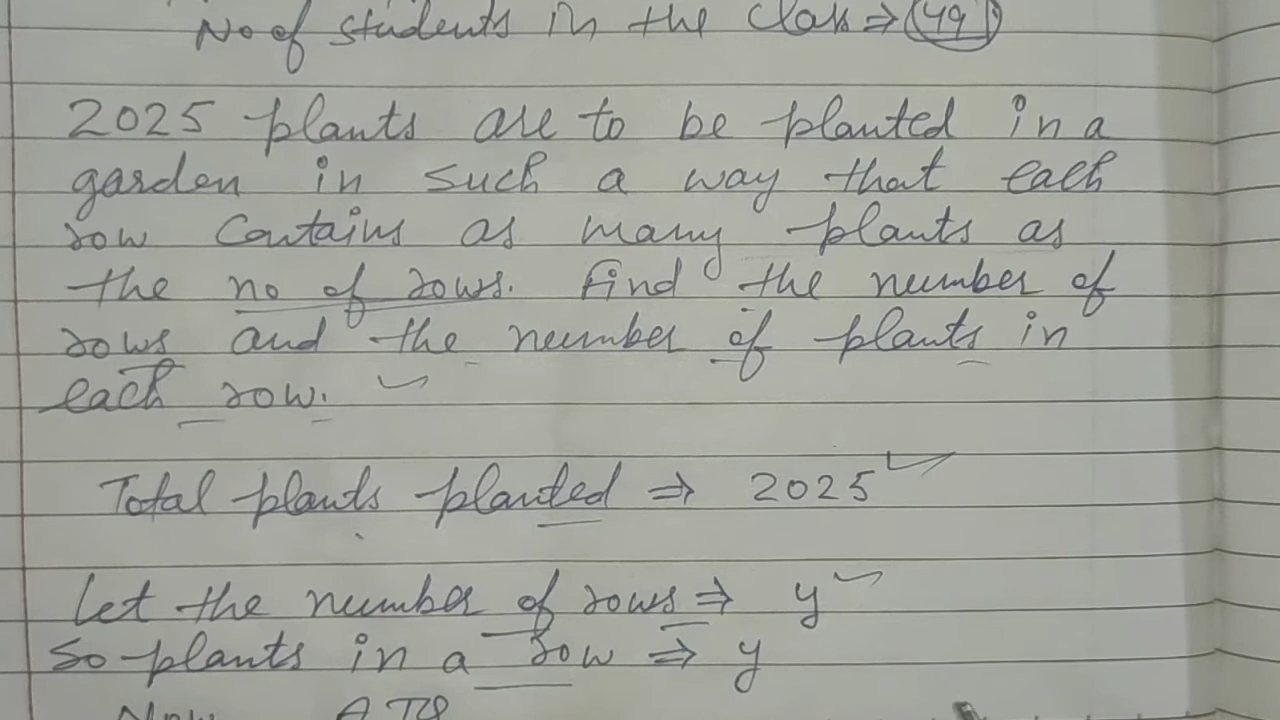 No of students in the class ⇒ 49
2025 plants are to be planted in a
garden in such a way that each
row contains as many plants as
the no of rows. Find the number of
rows and the number of plants in
each row.
Total plants planted ⇒ 2025
Let the number of rows ⇒ y
So plants in a row ⇒ y
Now ATQ